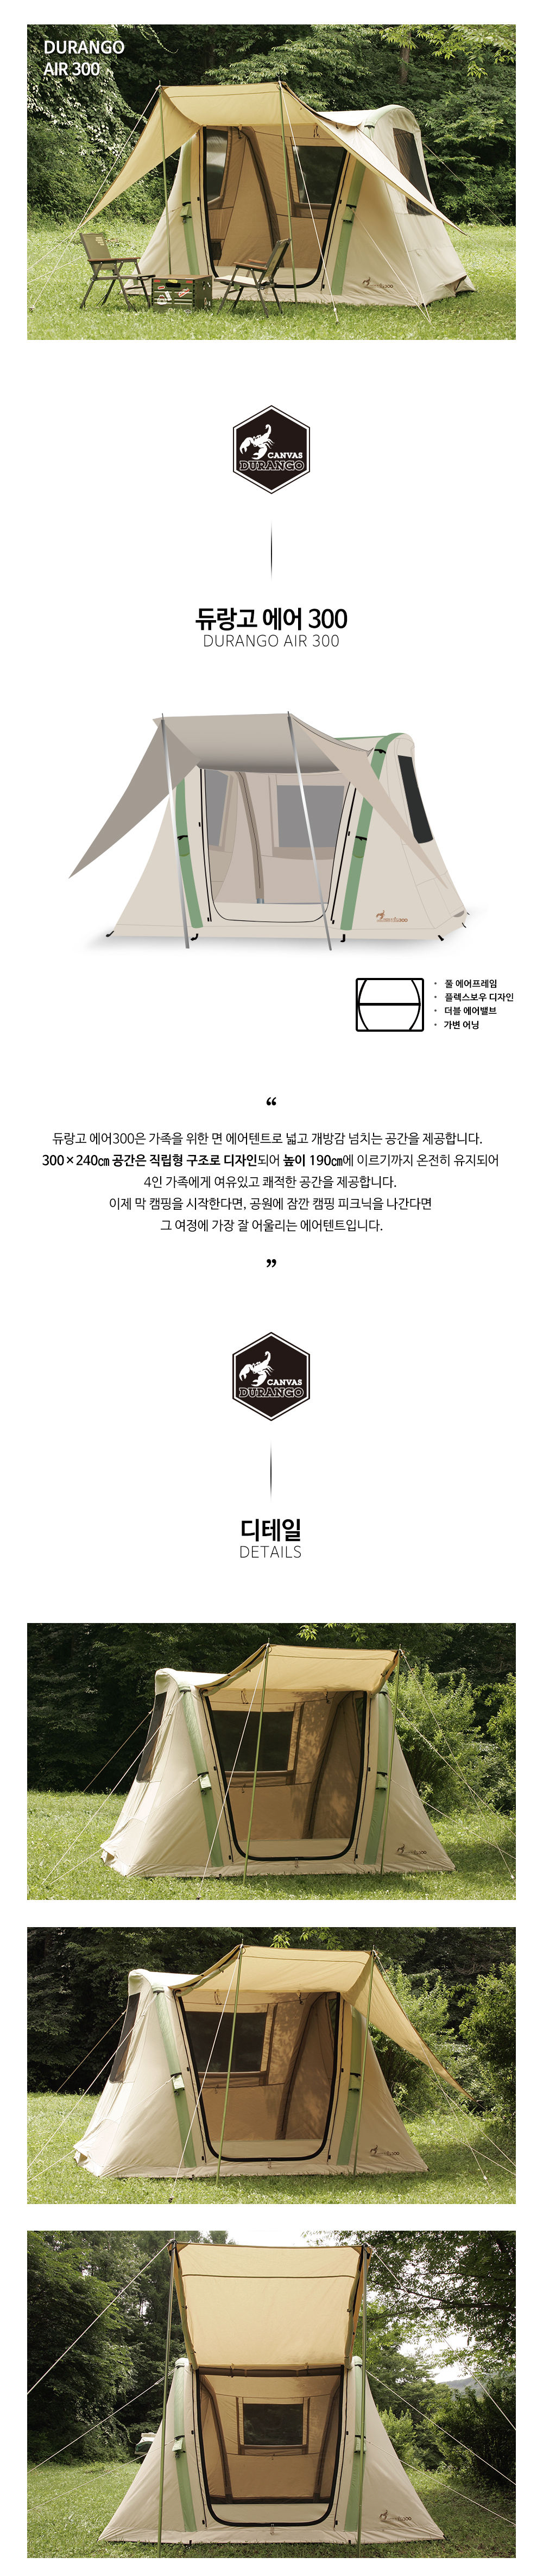 DURANGO
AIR 300
CANVAS
DURANGO
듀랑고 에어 300
DURANGO AIR 300
• 풀 에어프레임
• 플렉스보우 디자인
• 더블 에어밸브
• 가변 어닝
“
듀랑고 에어300은 가족을 위한 면 에어텐트로 넓고 개방감 넘치는 공간을 제공합니다.
300×240㎝ 공간은 직립형 구조로 디자인되어 높이 190㎝에 이르기까지 온전히 유지되어
4인 가족에게 여유있고 쾌적한 공간을 제공합니다.
이제 막 캠핑을 시작한다면, 공원에 잠깐 캠핑 피크닉을 나간다면
그 여정에 가장 잘 어울리는 에어텐트입니다.
”
CANVAS
DURANGO
디테일
DETAILS